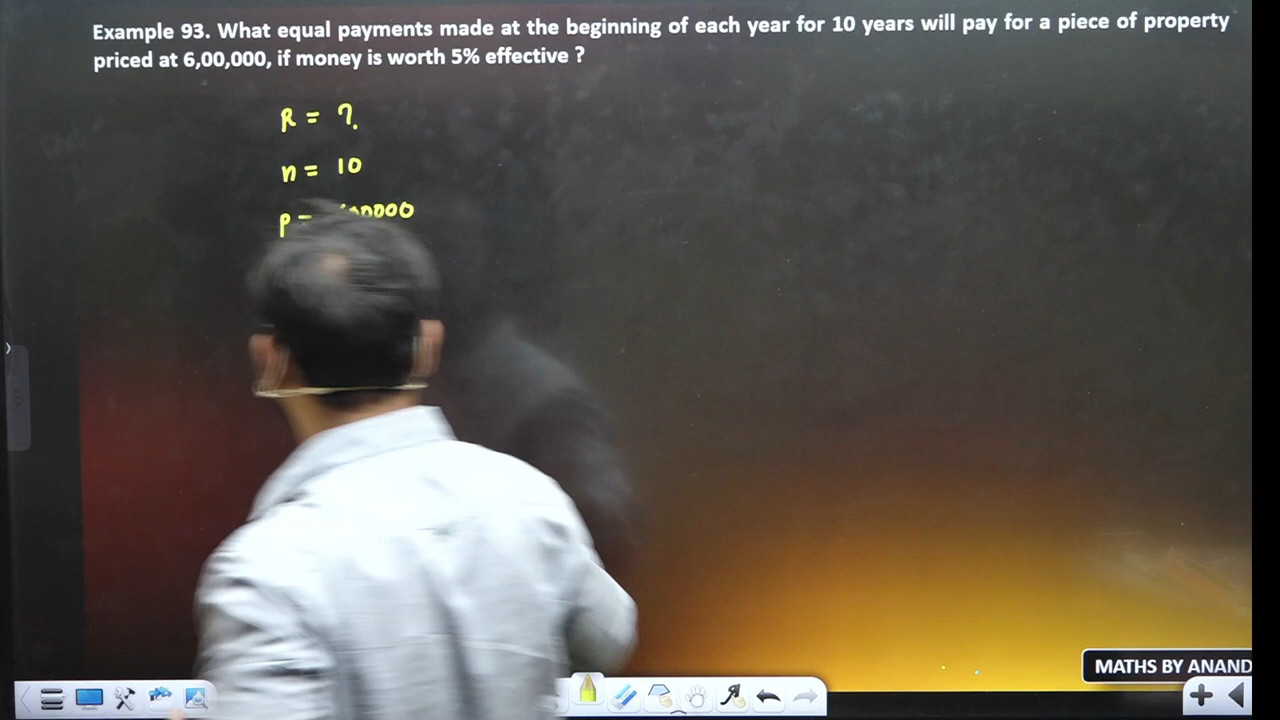 Example 93. What equal payments made at the beginning of each year for 10 years will pay for a piece of property
priced at 6,00,000, if money is worth 5% effective ?
R = ?
n = 10
P = 00000
MATHS BY ANAND